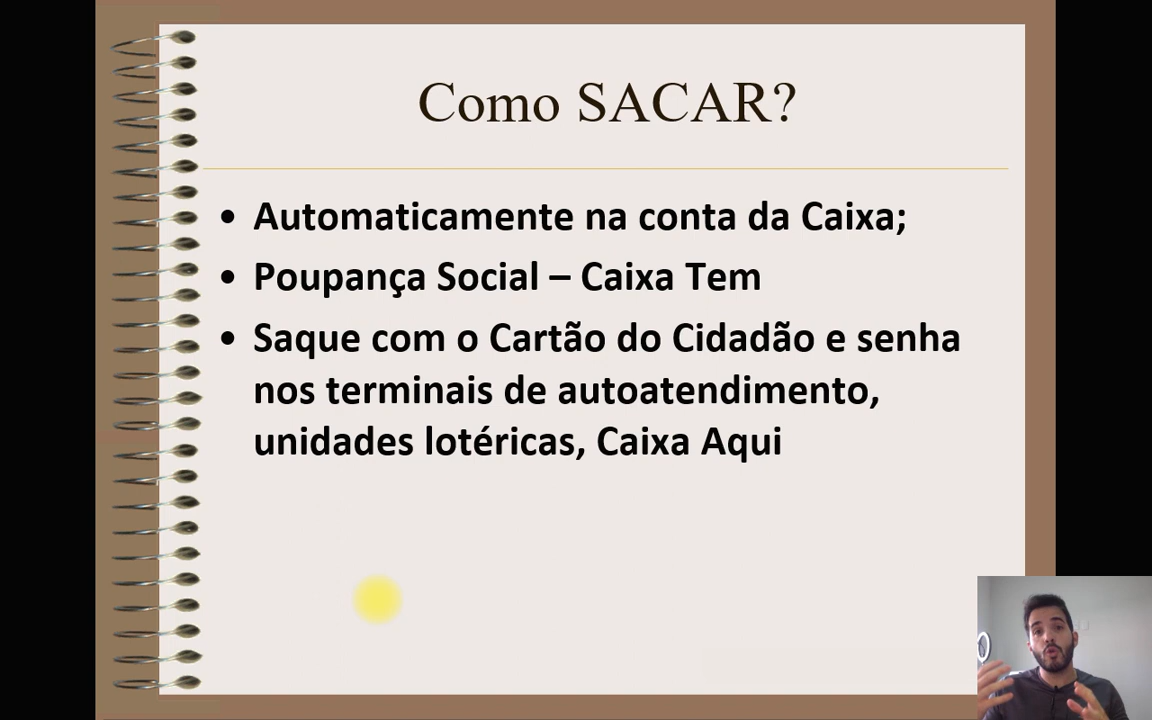 Como SACAR?
• Automaticamente na conta da Caixa;
• Poupança Social – Caixa Tem
• Saque com o Cartão do Cidadão e senha
nos terminais de autoatendimento,
unidades lotéricas, Caixa Aqui